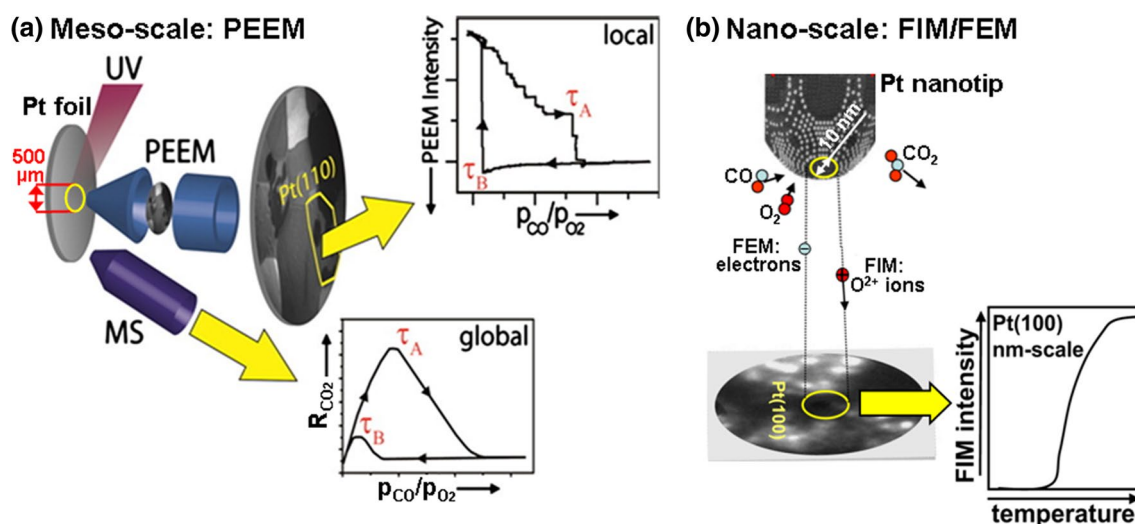 (a) Meso-scale: PEEM
UV
Pt foil
500
μm
PEEM
Pt(110)
MS
local
PEEM Intensity
τA
τB
pCO/pO2
global
RCO2
τA
τB
pCO/pO2
(b) Nano-scale: FIM/FEM
Pt nanotip
10 nm
CO
O2
CO2
FEM:
electrons
FIM:
O2+ ions
Pt(100)
Pt(100)
nm-scale
FIM intensity
temperature